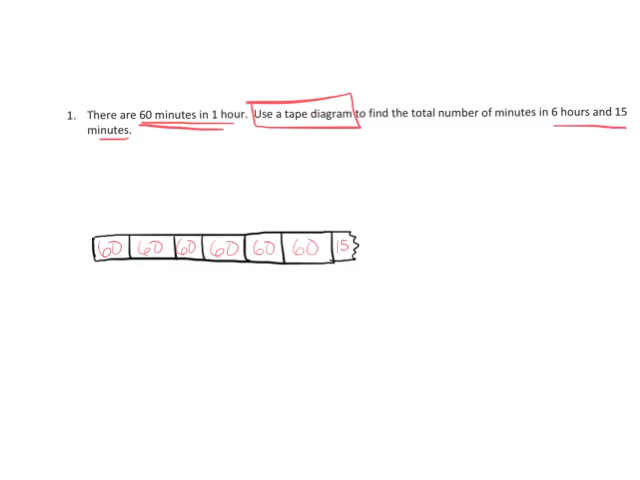 1. There are 60 minutes in 1 hour. Use a tape diagram to find the total number of minutes in 6 hours and 15
minutes.
60 60 60 60 60 60 15